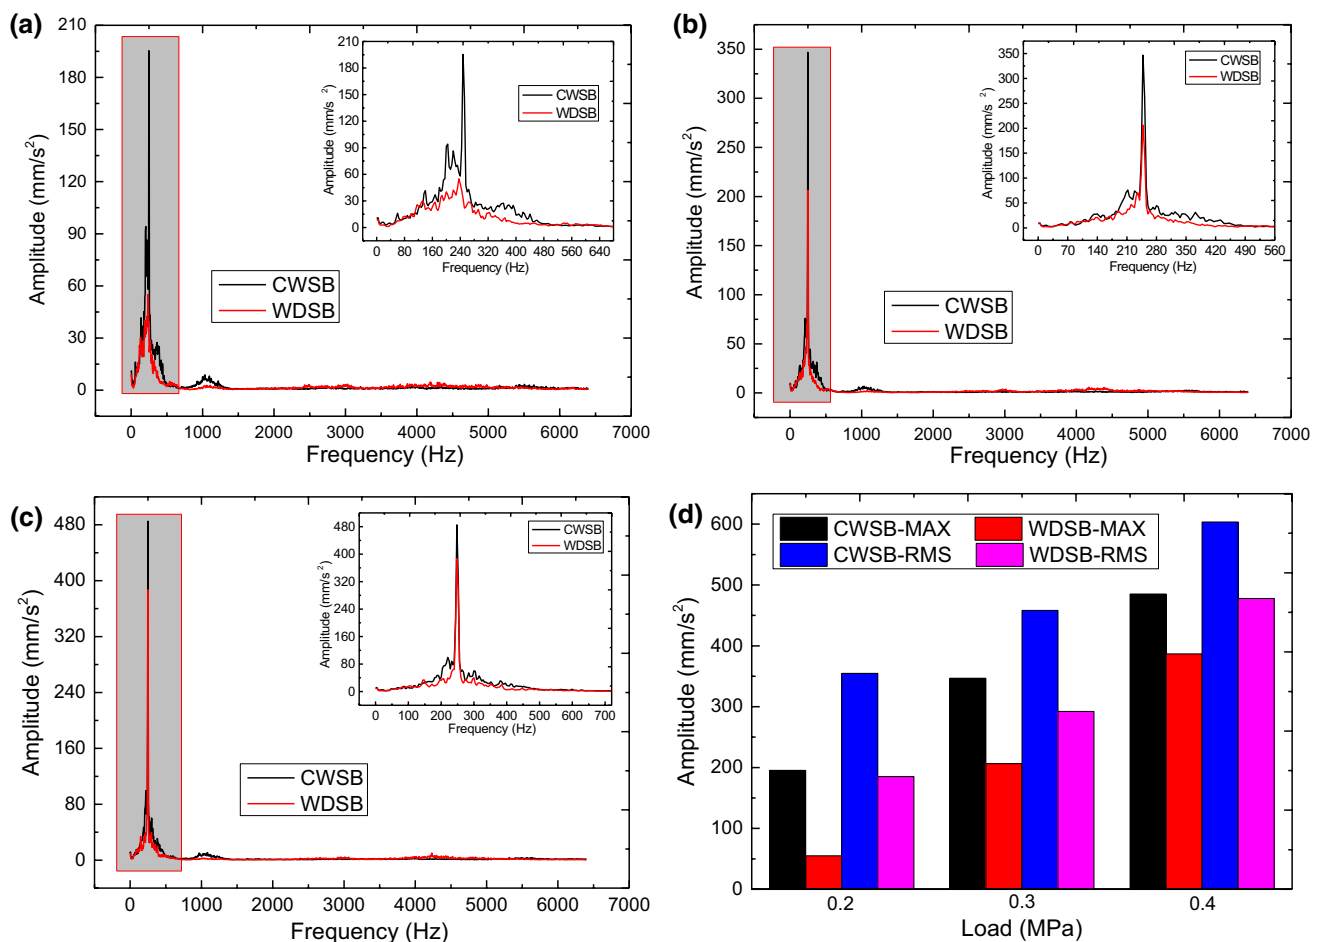 (a)
210
180
150
120
90
60
30
0
Amplitude (mm/s²)
0 1000 2000 3000 4000 5000 6000 7000
Frequency (Hz)
CWSB
WDSB
210
180
150
120
90
60
30
0
Amplitude (mm/s²)
0 80 160 240 320 400 480 560 640
Frequency (Hz)
CWSB
WDSB
(b)
350
300
250
200
150
100
50
0
Amplitude (mm/s²)
0 1000 2000 3000 4000 5000 6000 7000
Frequency (Hz)
CWSB
WDSB
350
300
250
200
150
100
50
0
Amplitude (mm/s²)
0 70 140 210 280 350 420 490 560
Frequency (Hz)
CWSB
WDSB
(c)
480
400
320
240
160
80
0
Amplitude (mm/s²)
0 1000 2000 3000 4000 5000 6000 7000
Frequency (Hz)
CWSB
WDSB
480
400
320
240
160
80
0
Amplitude (mm/s²)
0 100 200 300 400 500 600 700
Frequency (Hz)
CWSB
WDSB
(d)
600
500
400
300
200
100
0
Amplitude (mm/s²)
CWSB-MAX WDSB-MAX
CWSB-RMS WDSB-RMS
0.2 0.3 0.4
Load (MPa)